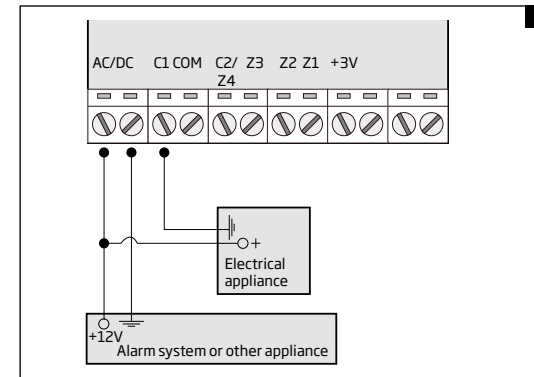 AC/DC C1 COM C2/ Z3 Z2 Z1 +3V
Z4
+
Electrical
appliance
+12V
Alarm system or other appliance